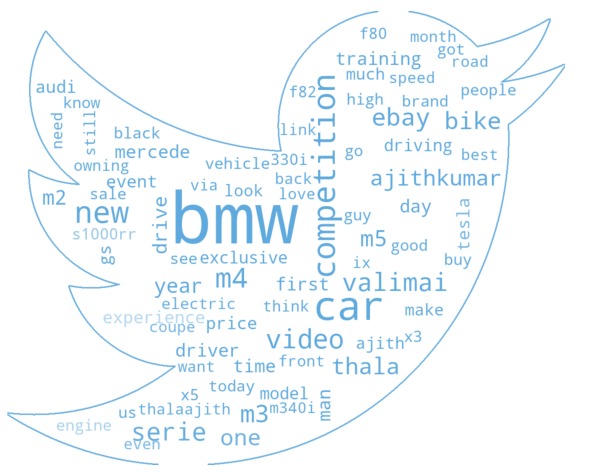 f80
month
got
training
road
much
speed
audi
know
f82
high
brand
people
need
still
black
link
competition
ebay
bike
mercede
vehicle
330i
go
driving
best
owning
event
back
ajithkumar
m2
sale
via
look
love
new
drive
bmw
guy
day
tesla
s1000rr
gs
m5
good
see
exclusive
ix
buy
year
m4
first
valimai
electric
think
car
make
experience
coupe
price
video
ajith
x3
driver
want
time
front
thala
today
x5
model
man
us
thalaajith
m3
m340i
engine
serie
one
even